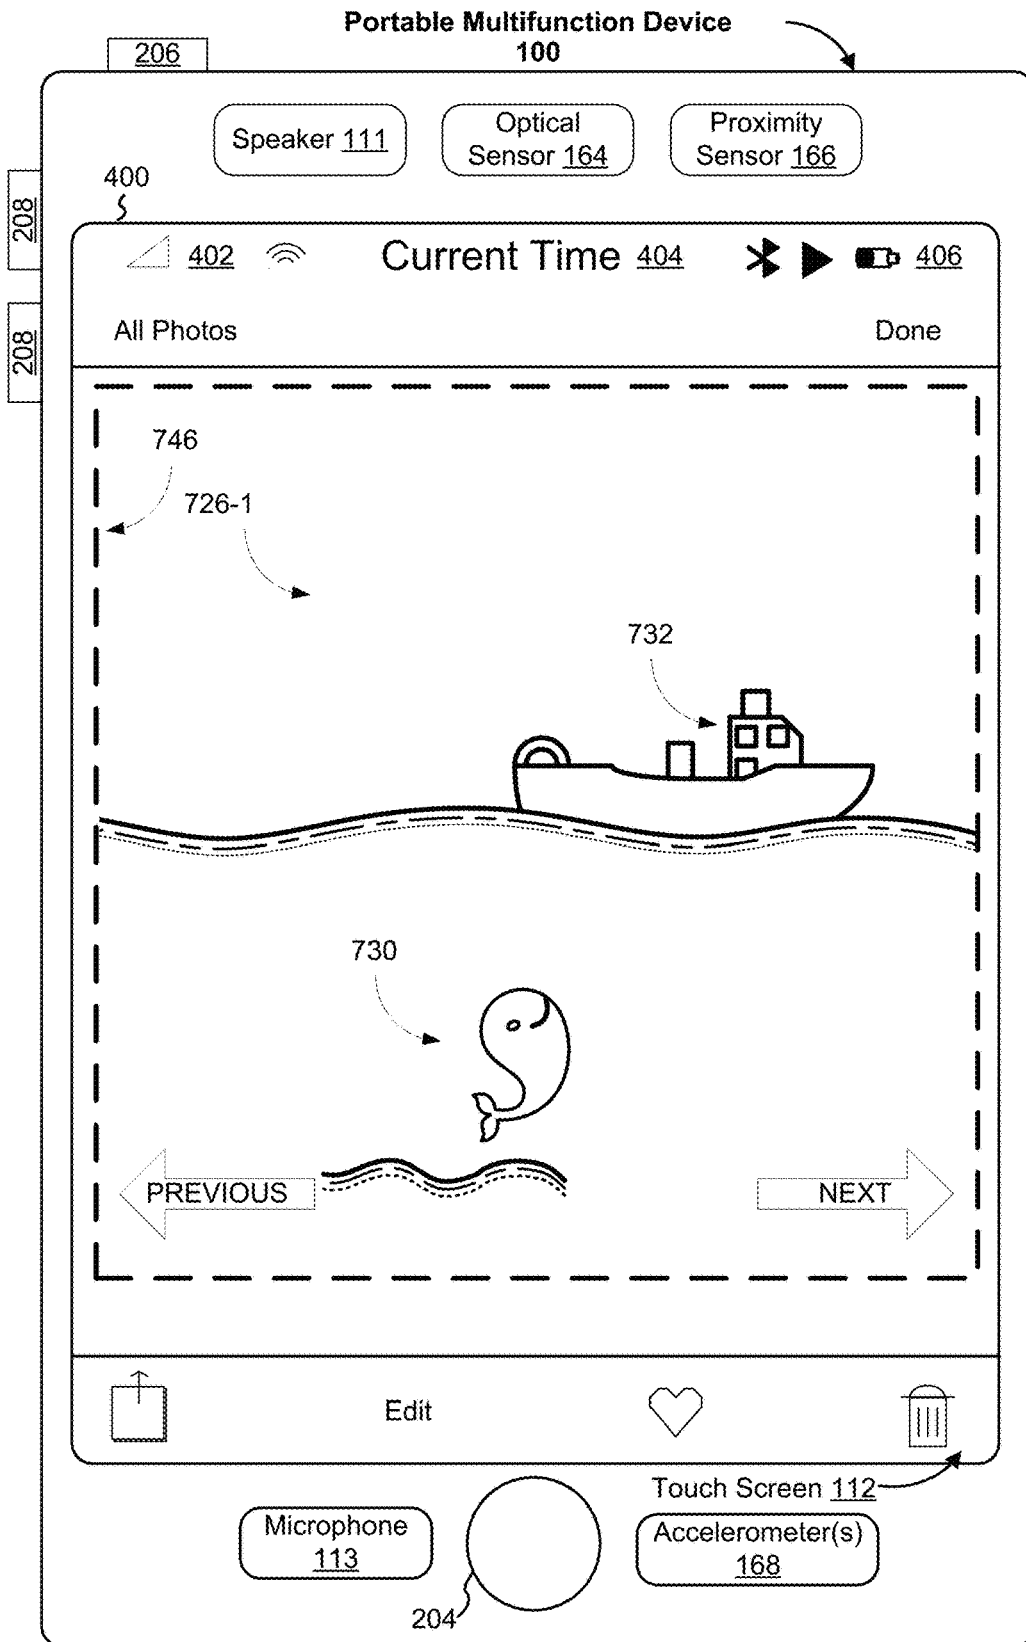 Portable Multifunction Device
100
206
Speaker 111
Optical
Sensor 164
Proximity
Sensor 166
208
208
400
402
Current Time 404
406
All Photos
Done
746
726-1
732
730
PREVIOUS
NEXT
Edit
Touch Screen 112
Microphone
113
Accelerometer(s)
168
204